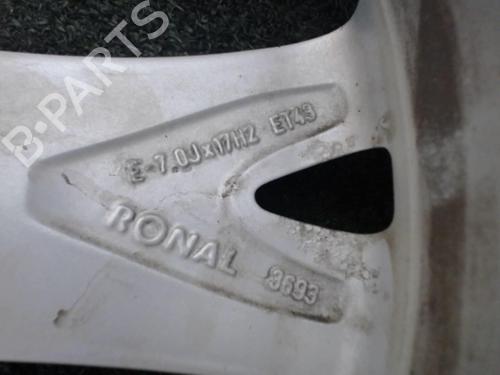 E-7.0Jx17H2 ET43
RONAL
3693
B-PARTS